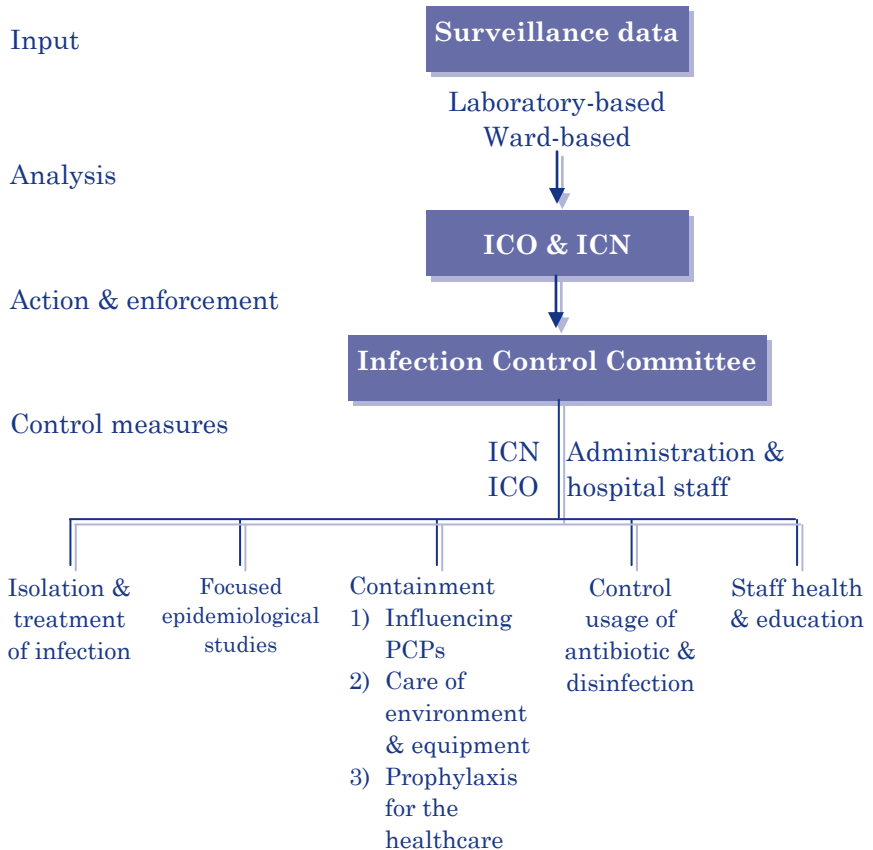 Input
Surveillance data
Laboratory-based
Ward-based
Analysis
ICO & ICN
Action & enforcement
Infection Control Committee
Control measures
ICN
ICO
Administration &
hospital staff
Isolation &
treatment
of infection
Focused
epidemiological
studies
Containment
1) Influencing
PCPs
2) Care of
environment
& equipment
3) Prophylaxis
for the
healthcare
Control
usage of
antibiotic &
disinfection
Staff health
& education